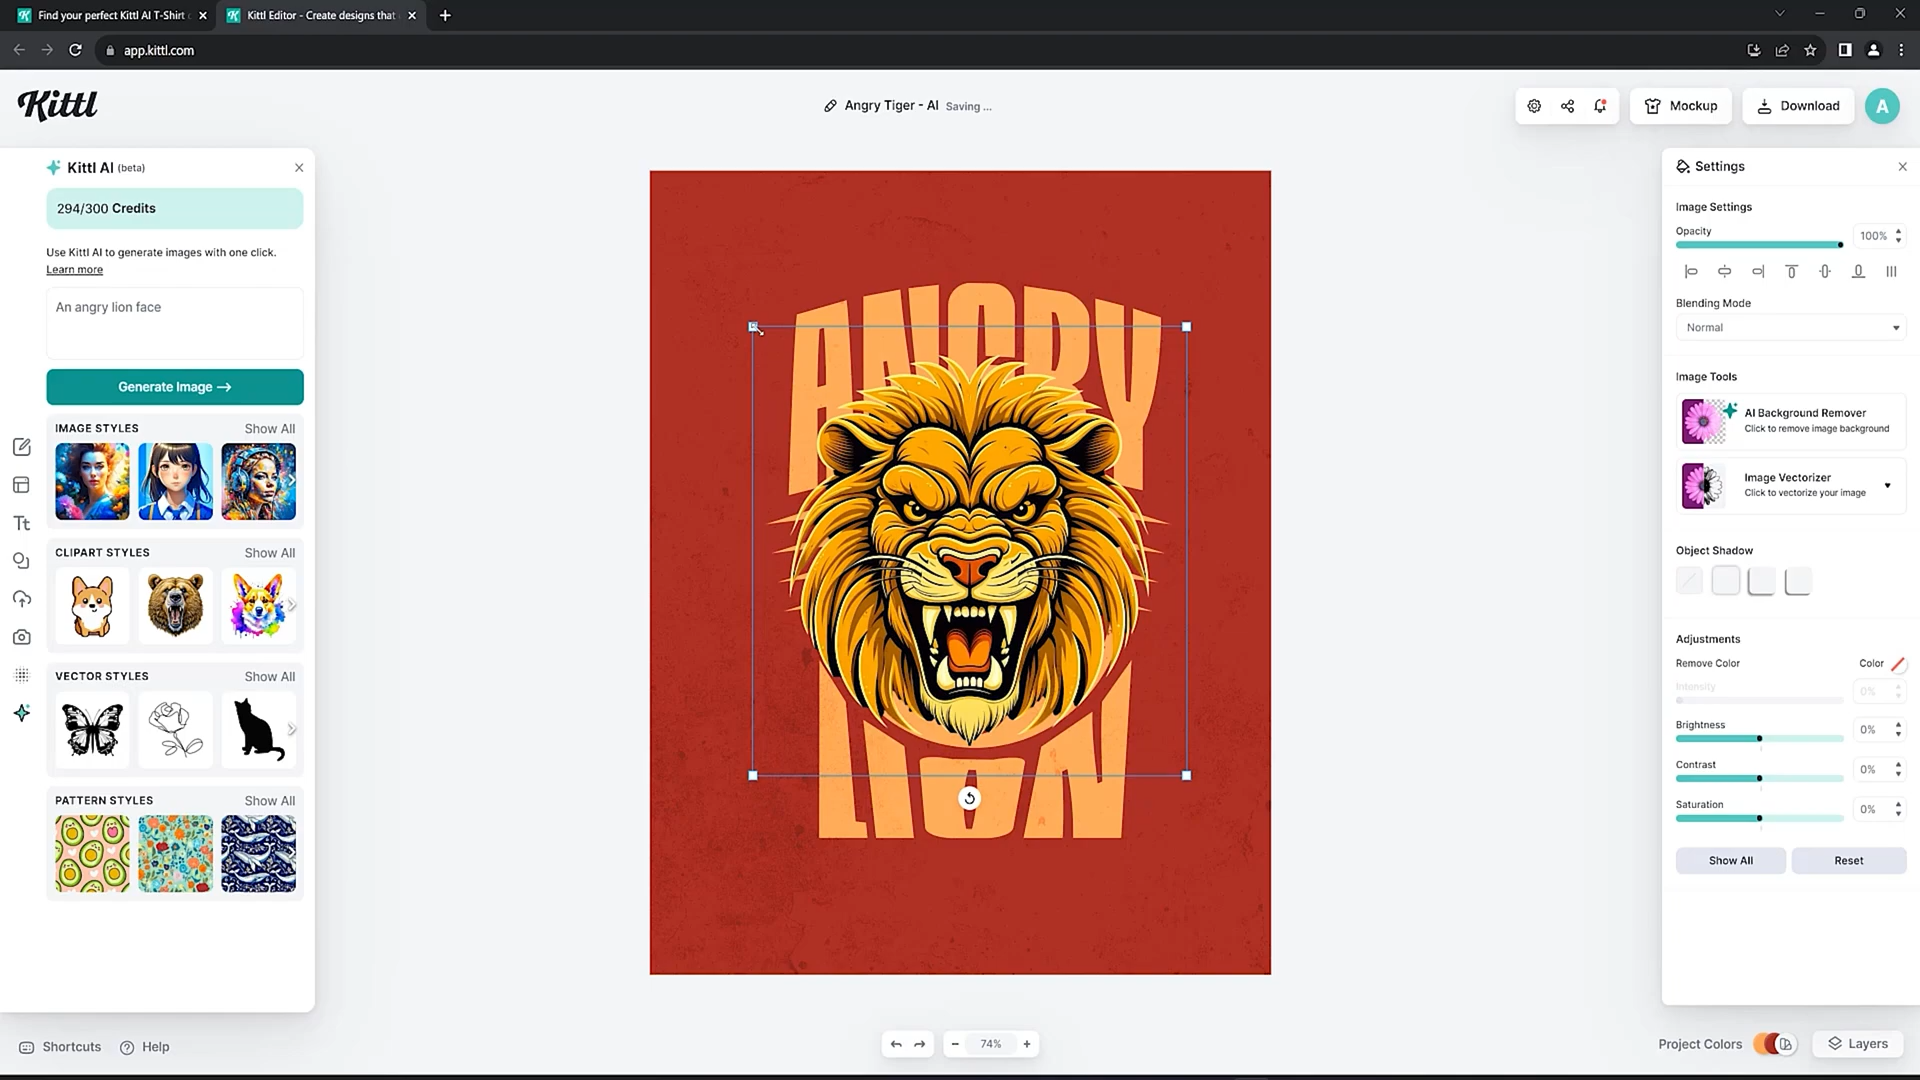 Find your perfect Kittl AI T-Shirt
Kittl Editor - Create designs that
app.kittl.com
Kittl
Angry Tiger - AI Saving ...
Mockup
Download
A
Kittl AI (beta)
294/300 Credits
Use Kittl AI to generate images with one click.
Learn more
An angry lion face
Generate Image →
IMAGE STYLES
Show All
CLIPART STYLES
Show All
VECTOR STYLES
Show All
PATTERN STYLES
Show All
Tt
Shortcuts
Help
ANGRY
LION
74%
Settings
Image Settings
Opacity
100%
Blending Mode
Normal
Image Tools
AI Background Remover
Click to remove image background
Image Vectorizer
Click to vectorize your image
Object Shadow
Adjustments
Remove Color
Color
Intensity
0%
Brightness
0%
Contrast
0%
Saturation
0%
Show All
Reset
Project Colors
Layers